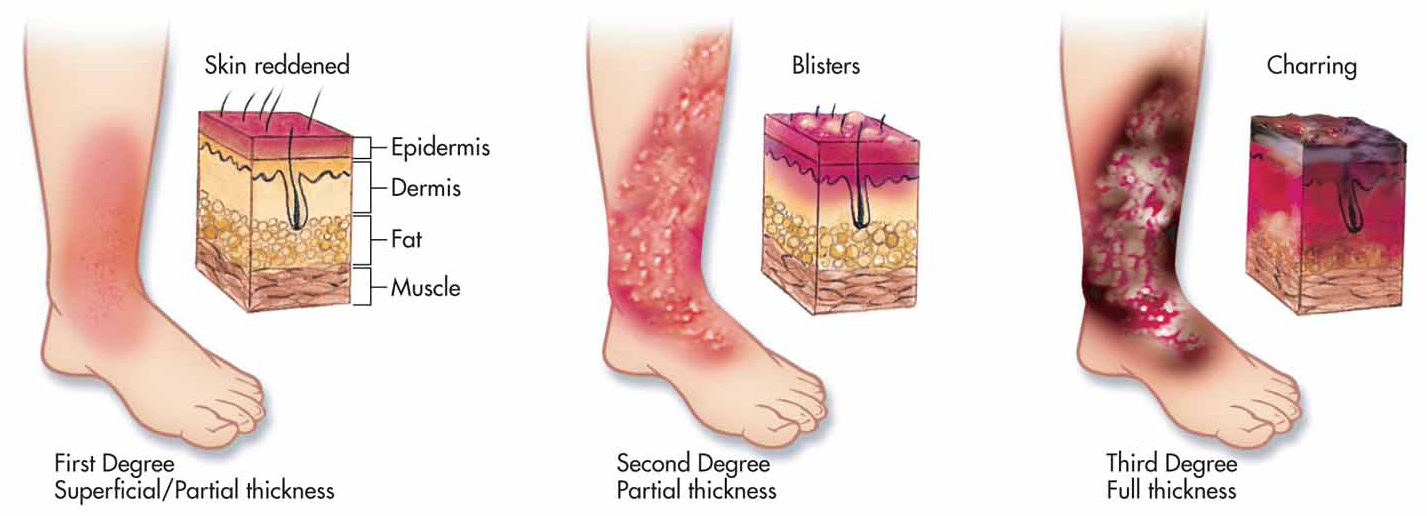 Skin reddened
Epidermis
Dermis
Fat
Muscle
First Degree
Superficial/Partial thickness
Blisters
Second Degree
Partial thickness
Charring
Third Degree
Full thickness